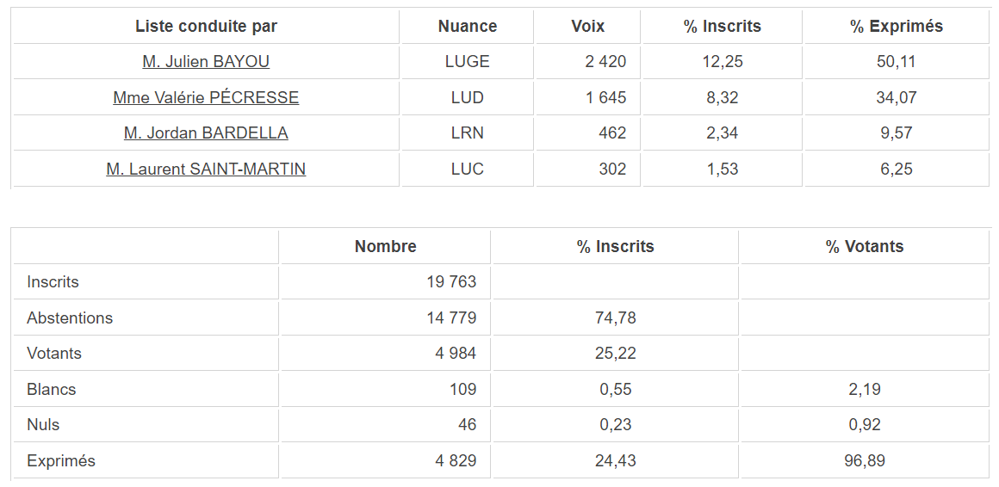 Liste conduite par Nuance Voix % Inscrits % Exprimés
M. Julien BAYOU LUGE 2 420 12,25 50,11
Mme Valérie PÉCRESSE LUD 1 645 8,32 34,07
M. Jordan BARDELLA LRN 462 2,34 9,57
M. Laurent SAINT-MARTIN LUC 302 1,53 6,25
Nombre % Inscrits % Votants
Inscrits 19 763
Abstentions 14 779 74,78
Votants 4 984 25,22
Blancs 109 0,55 2,19
Nuls 46 0,23 0,92
Exprimés 4 829 24,43 96,89